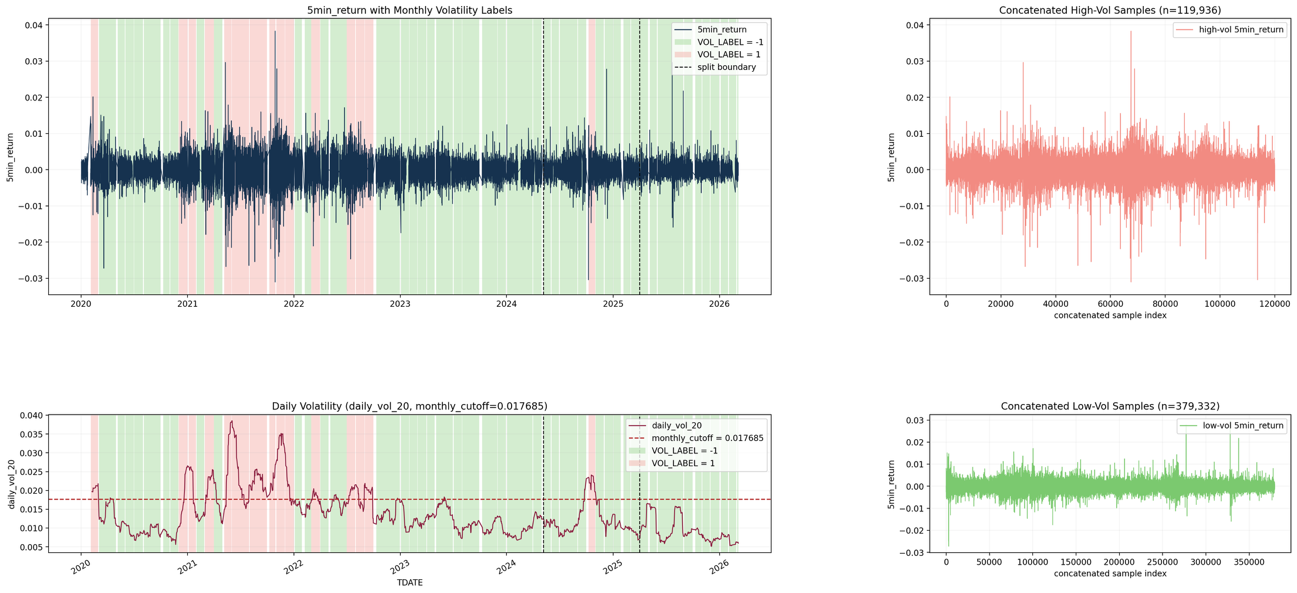 5min_return with Monthly Volatility Labels
5min_return
0.04
0.03
0.02
0.01
0.00
−0.01
−0.02
−0.03
2020
2021
2022
2023
2024
2025
2026
5min_return
VOL_LABEL = -1
VOL_LABEL = 1
split boundary
Concatenated High-Vol Samples (n=119,936)
5min_return
0.04
0.03
0.02
0.01
0.00
−0.01
−0.02
−0.03
0
20000
40000
60000
80000
100000
120000
concatenated sample index
high-vol 5min_return
Daily Volatility (daily_vol_20, monthly_cutoff=0.017685)
daily_vol_20
0.040
0.035
0.030
0.025
0.020
0.015
0.010
0.005
2020
2021
2022
2023
2024
2025
2026
TDATE
daily_vol_20
monthly_cutoff = 0.017685
VOL_LABEL = -1
VOL_LABEL = 1
Concatenated Low-Vol Samples (n=379,332)
5min_return
0.03
0.02
0.01
0.00
−0.01
−0.02
−0.03
0
50000
100000
150000
200000
250000
300000
350000
concatenated sample index
low-vol 5min_return